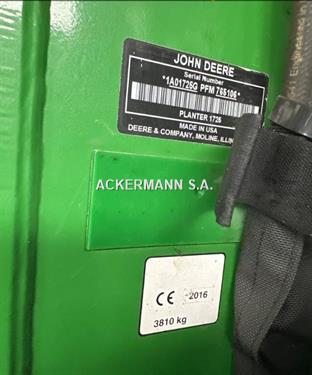 JOHN DEERE
Serial Number
*1A01725G PFM 765106*
PLANTER 1725
MADE IN USA
DEERE & COMPANY, MOLINE, ILLIN
ACKERMANN S.A.
CE 2016
3810 kg